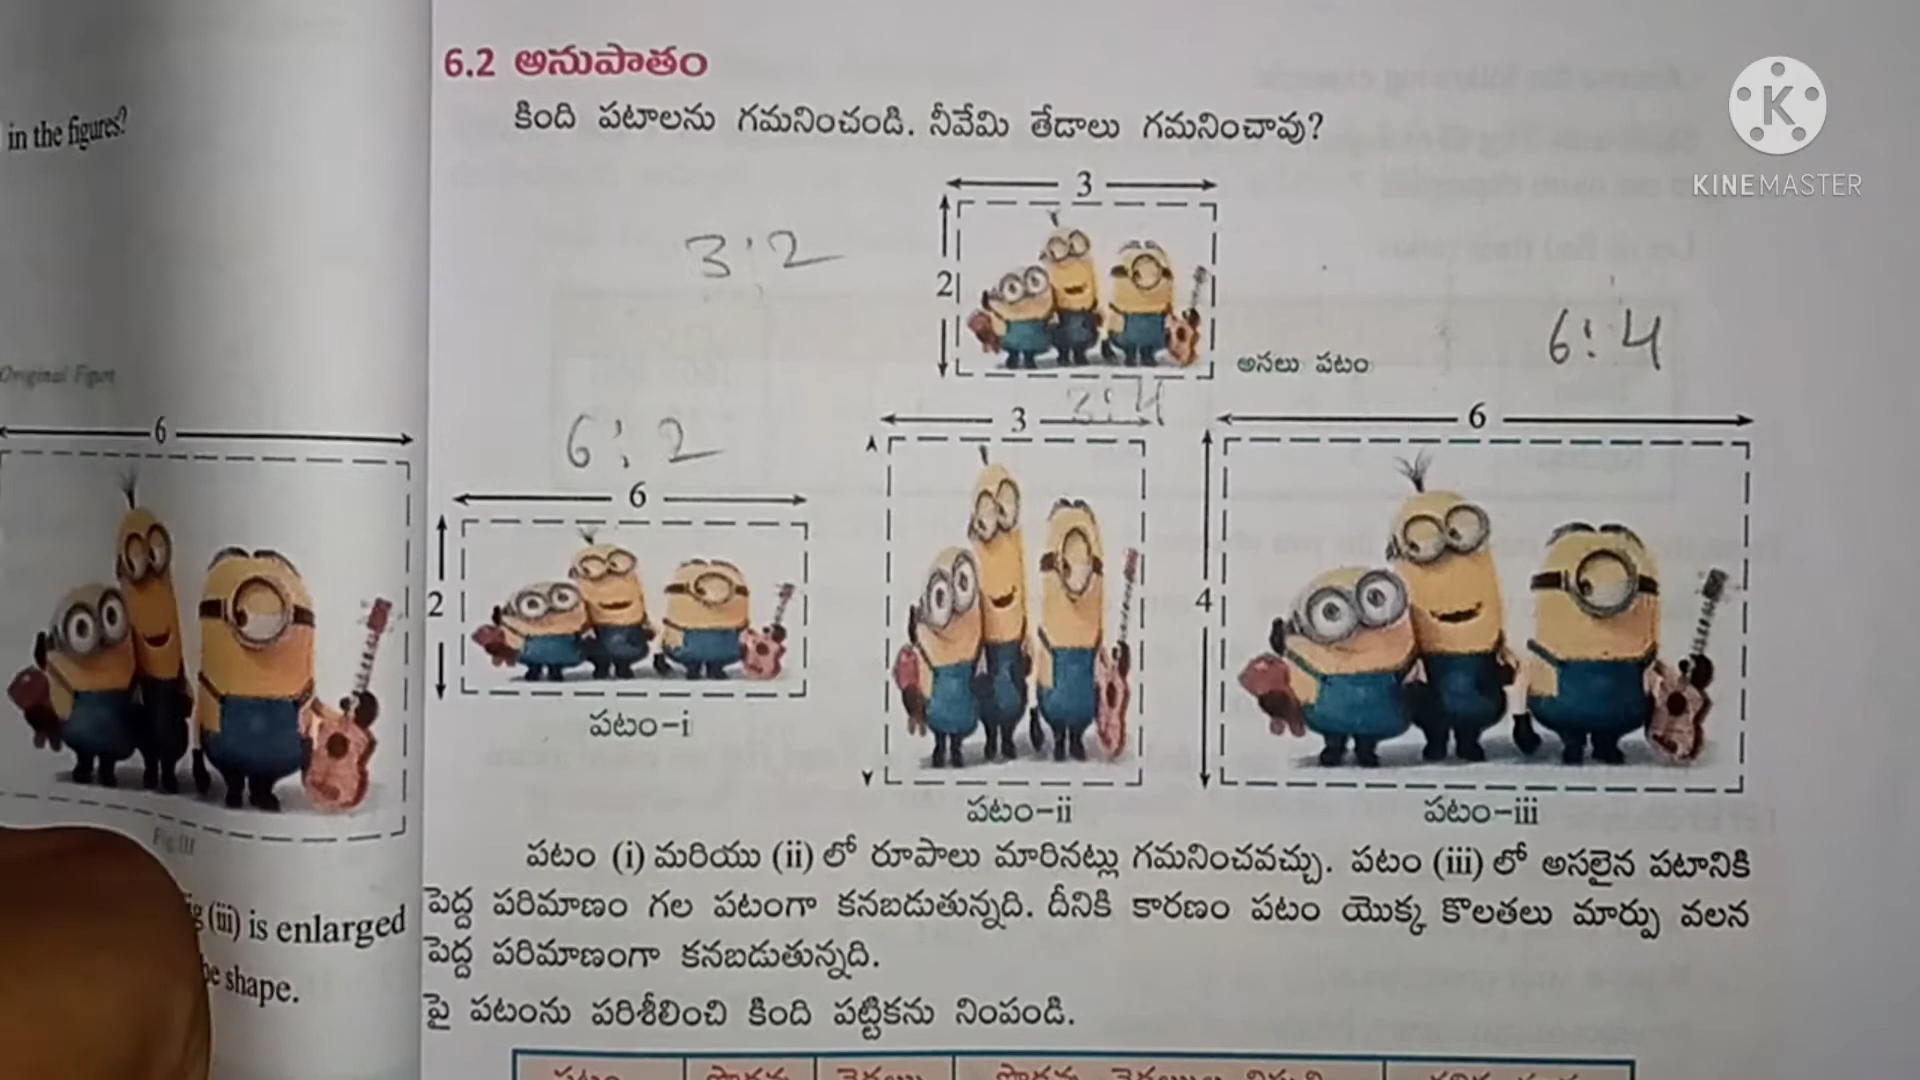 in the figures?
Original Figure
6
Fig III
(iii) is enlarged
shape.
6.2 అనుపాతం
కింది పటాలను గమనించండి. నీవేమి తేడాలు గమనించావు?
KINEMASTER
3
2
3:2
అసలు పటం
6:4
3:4
6:2
6
2
పటం-i
3
పటం-ii
6
4
పటం-iii
పటం (i) మరియు (ii) లో రూపాలు మారినట్లు గమనించవచ్చు. పటం (iii) లో అసలైన పటానికి
పెద్ద పరిమాణం గల పటంగా కనబడుతున్నది. దీనికి కారణం పటం యొక్క కొలతలు మార్పు వలన
పెద్ద పరిమాణంగా కనబడుతున్నది.
పై పటంను పరిశీలించి కింది పట్టికను నింపండి.